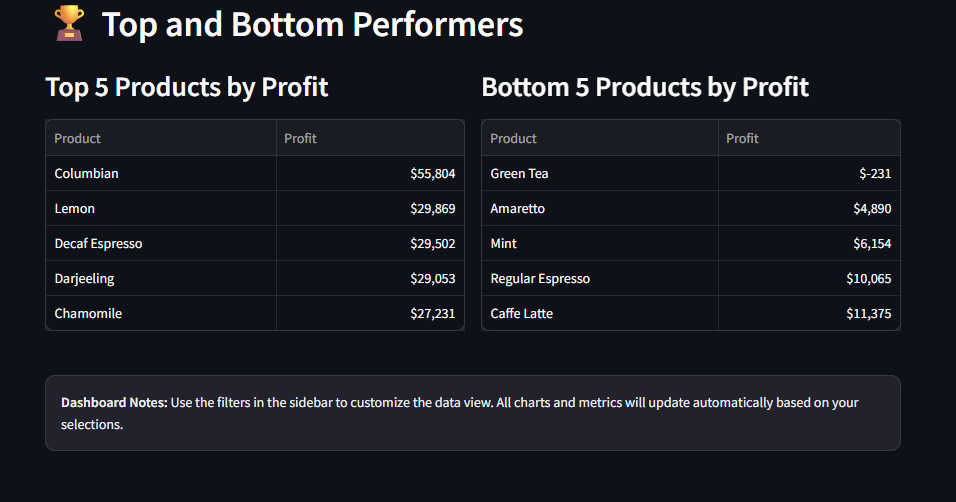 🏆 Top and Bottom Performers
Top 5 Products by Profit
Product Profit
Columbian $55,804
Lemon $29,869
Decaf Espresso $29,502
Darjeeling $29,053
Chamomile $27,231
Bottom 5 Products by Profit
Product Profit
Green Tea $-231
Amaretto $4,890
Mint $6,154
Regular Espresso $10,065
Caffe Latte $11,375
Dashboard Notes: Use the filters in the sidebar to customize the data view. All charts and metrics will update automatically based on your
selections.